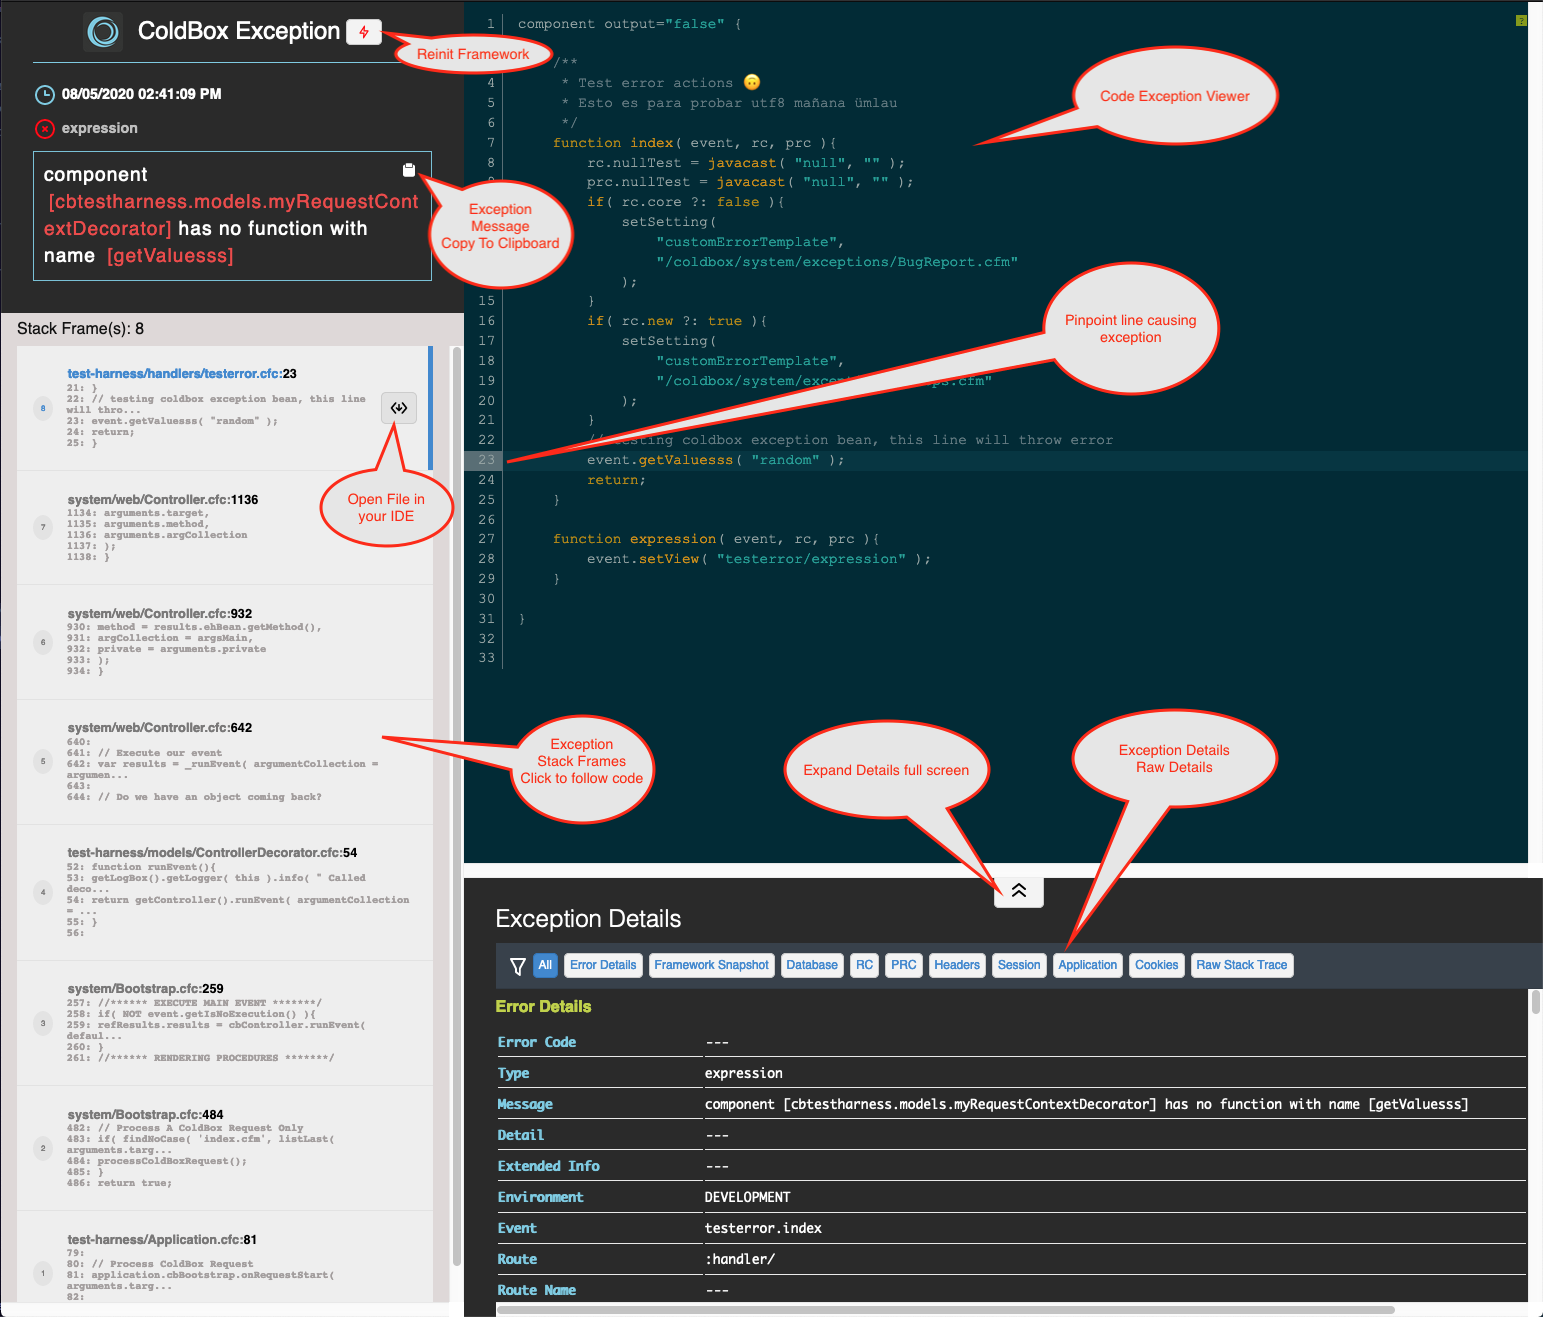 ColdBox Exception
Reinit Framework
08/05/2020 02:41:09 PM
expression
component
[cbtestharness.models.myRequestCont
extDecorator] has no function with
name [getValuesss]
Exception
Message
Copy To Clipboard
Stack Frame(s): 8
8
test-harness/handlers/testerror.cfc:23
21: }
22: // testing coldbox exception bean, this line
will thro...
23: event.getValuesss( "random" );
24: return;
25: }
Open File in
your IDE
7
system/web/Controller.cfc:1136
1134: arguments.target,
1135: arguments.method,
1136: arguments.argCollection
1137: );
1138: }
6
system/web/Controller.cfc:932
930: method = results.ehBean.getMethod(),
931: argCollection = argsMain,
932: private = arguments.private
933: );
934: }
5
system/web/Controller.cfc:642
640:
641: // Execute our event
642: var results = _runEvent( argumentCollection =
argumen...
643:
644: // Do we have an object coming back?
Exception
Stack Frames
Click to follow code
4
test-harness/models/ControllerDecorator.cfc:54
52: function runEvent(){
53: getLogBox().getLogger( this ).info( " Called
deco...
54: return getController().runEvent( argumentCollection
= ...
55: }
56:
3
system/Bootstrap.cfc:259
257: //****** EXECUTE MAIN EVENT *******/
258: if( NOT event.getIsNoExecution() ){
259: refResults.results = cbController.runEvent(
defaul...
260: }
261: //****** RENDERING PROCEDURES *******/
2
system/Bootstrap.cfc:484
482: // Process A ColdBox Request Only
483: if( findNoCase( 'index.cfm', listLast(
arguments.targ...
484: processColdBoxRequest();
485: }
486: return true;
1
test-harness/Application.cfc:81
79:
80: // Process ColdBox Request
81: application.cbBootstrap.onRequestStart(
arguments.targ...
82:
?
1 component output="false" {
/**
4 * Test error actions 🙃
5 * Esto es para probar utf8 mañana ümlau
6 */
7 function index( event, rc, prc ){
8 rc.nullTest = javacast( "null", "" );
9 prc.nullTest = javacast( "null", "" );
if( rc.core ?: false ){
setSetting(
"customErrorTemplate",
"/coldbox/system/exceptions/BugReport.cfm"
);
15 }
16 if( rc.new ?: true ){
17 setSetting(
18 "customErrorTemplate",
19 "/coldbox/system/exce ps.cfm"
20 );
21 }
22 // testing coldbox exception bean, this line will throw error
23 event.getValuesss( "random" );
24 return;
25 }
26
27 function expression( event, rc, prc ){
28 event.setView( "testerror/expression" );
29 }
30
31 }
32
33
Code Exception Viewer
Pinpoint line causing
exception
Expand Details full screen
Exception Details
Raw Details
Exception Details
All Error Details Framework Snapshot Database RC PRC Headers Session Application Cookies Raw Stack Trace
Error Details
Error Code ---
Type expression
Message component [cbtestharness.models.myRequestContextDecorator] has no function with name [getValuesss]
Detail ---
Extended Info ---
Environment DEVELOPMENT
Event testerror.index
Route :handler/
Route Name ---